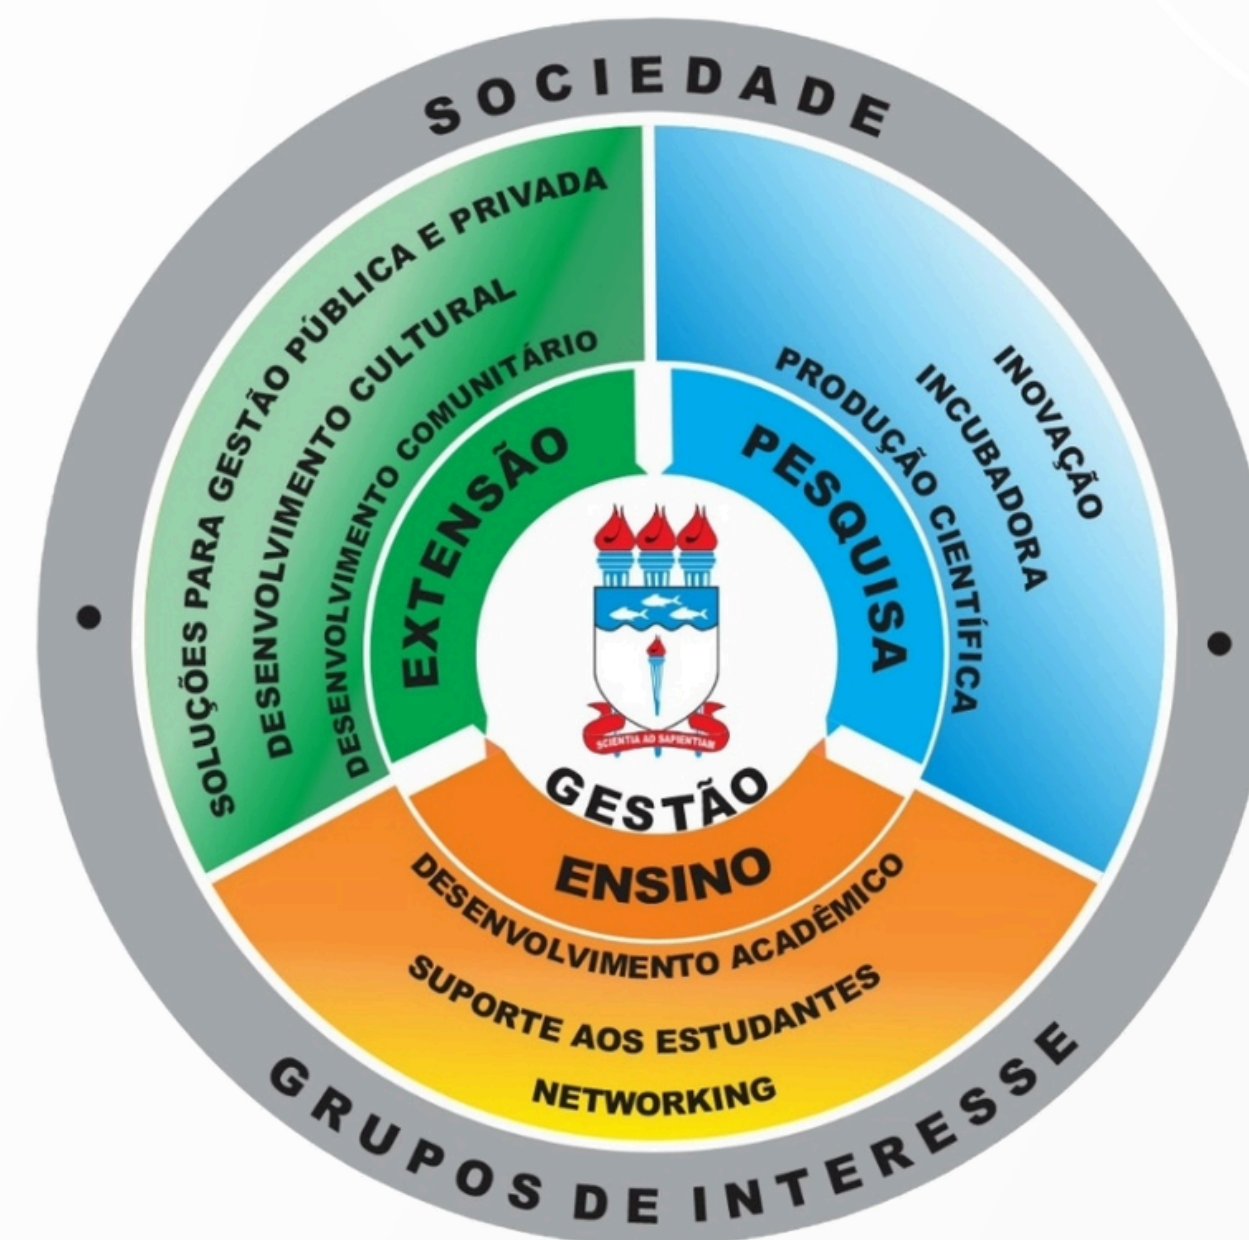 SOCIEDADE
SOLUÇÕES PARA GESTÃO PÚBLICA E PRIVADA
DESENVOLVIMENTO CULTURAL
DESENVOLVIMENTO COMUNITÁRIO
EXTENSÃO
PESQUISA
PRODUÇÃO CIENTÍFICA
INCUBADORA
INOVAÇÃO
SCIENTIA AD SAPIENTIAM
GESTÃO
ENSINO
DESENVOLVIMENTO ACADÊMICO
SUPORTE AOS ESTUDANTES
NETWORKING
GRUPOS DE INTERESSE